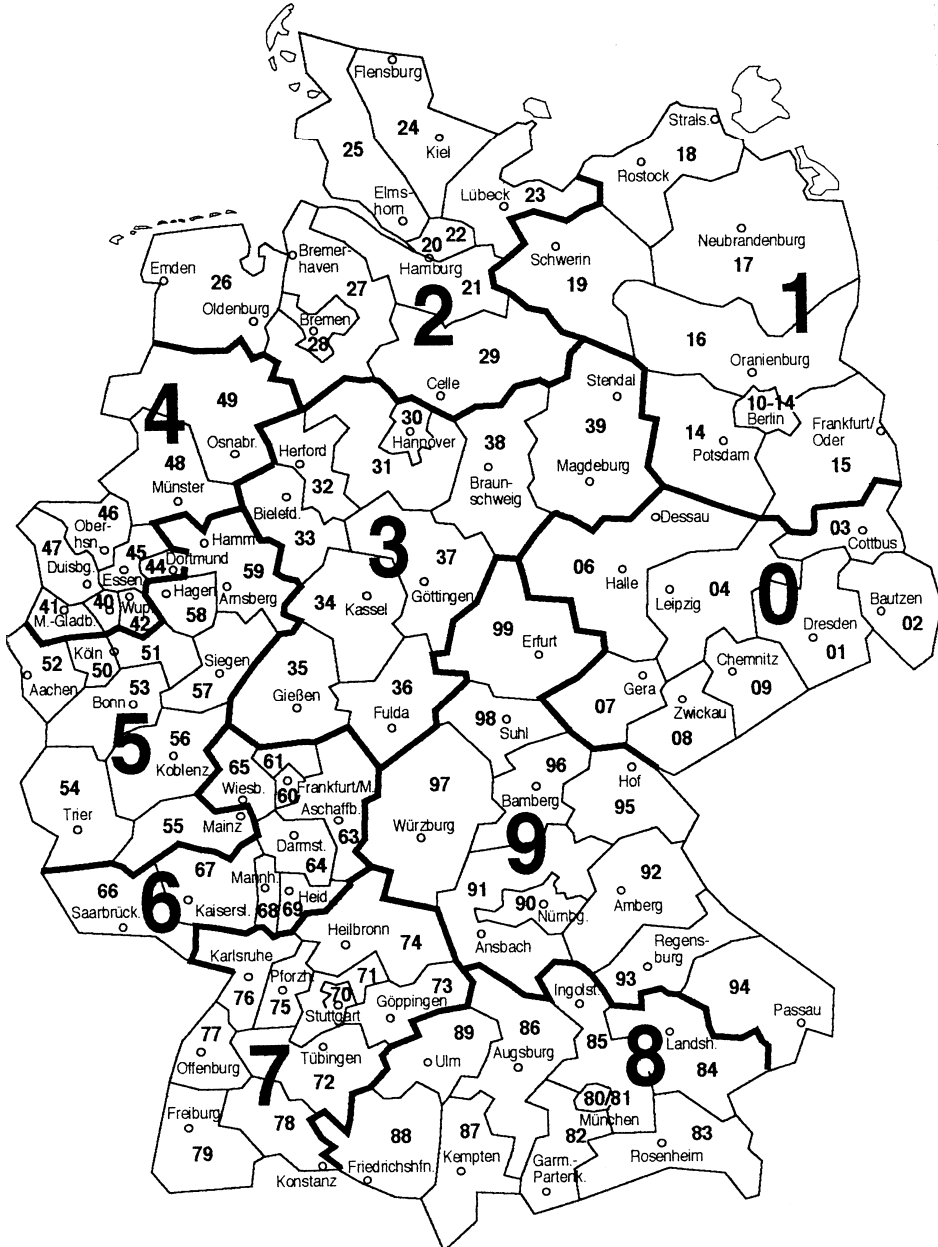 Flensburg
24
Kiel
25
Elms-
horn
Lübeck
23
20
22
Hamburg
21
Strals.
18
Rostock
Schwerin
19
Neubrandenburg
17
1
16
Oranienburg
10-14
Berlin
14
Potsdam
Frankfurt/
Oder
15
Emden
26
Oldenburg
Bremer-
haven
27
Bremen
28
2
29
Celle
4
49
Osnabr.
48
Münster
Herford
32
Bielefd.
33
31
30
Hannover
38
Braun-
schweig
Stendal
39
Magdeburg
3
37
Göttingen
34
Kassel
35
Gießen
36
Fulda
46
Ober-
hsn.
47
Duisbg.
45
Essen
44
Dortmund
Hamm
59
Arnsberg
41
M.-Gladb.
40
Wup.
42
Hagen
58
Köln
50
51
52
Aachen
53
Bonn
Siegen
57
5
56
Koblenz
54
Trier
55
Mainz
Dessau
06
Halle
04
Leipzig
0
03
Cottbus
Bautzen
02
Dresden
01
Chemnitz
09
Zwickau
08
Gera
07
99
Erfurt
98
Suhl
65
Wiesb.
61
60
Frankfurt/M.
Aschaffb.
63
Darmst.
64
6
66
Saarbrück.
67
Kaisersl.
Mannh.
68
69
Heid.
97
Würzburg
96
Bamberg
Hof
95
9
91
90
Nürnbg.
Ansbach
92
Amberg
Regens-
burg
93
94
Passau
Heilbronn
74
Karlsruhe
76
Pforzh.
75
71
70
Stuttgart
73
Göppingen
77
Offenburg
7
Tübingen
72
Freiburg
79
78
Konstanz
Ingolst.
85
Landsh.
84
8
89
Ulm
86
Augsburg
80/81
München
88
Friedrichshfn.
87
Kempten
82
Garm.-
Partenk.
83
Rosenheim